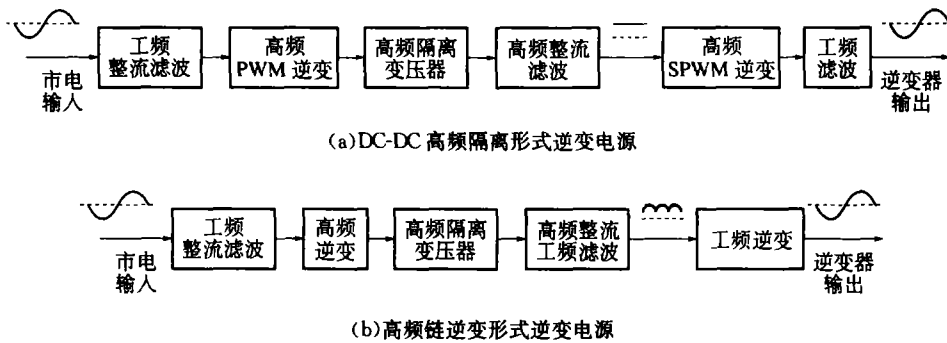 市电
输入
工频
整流滤波
高频
PWM 逆变
高频隔离
变压器
高频整流
滤波
高频
SPWM 逆变
工频
滤波
逆变器
输出
(a)DC-DC 高频隔离形式逆变电源
市电
输入
工频
整流滤波
高频
逆变
高频隔离
变压器
高频整流
工频滤波
工频逆变
逆变器
输出
(b)高频链逆变形式逆变电源